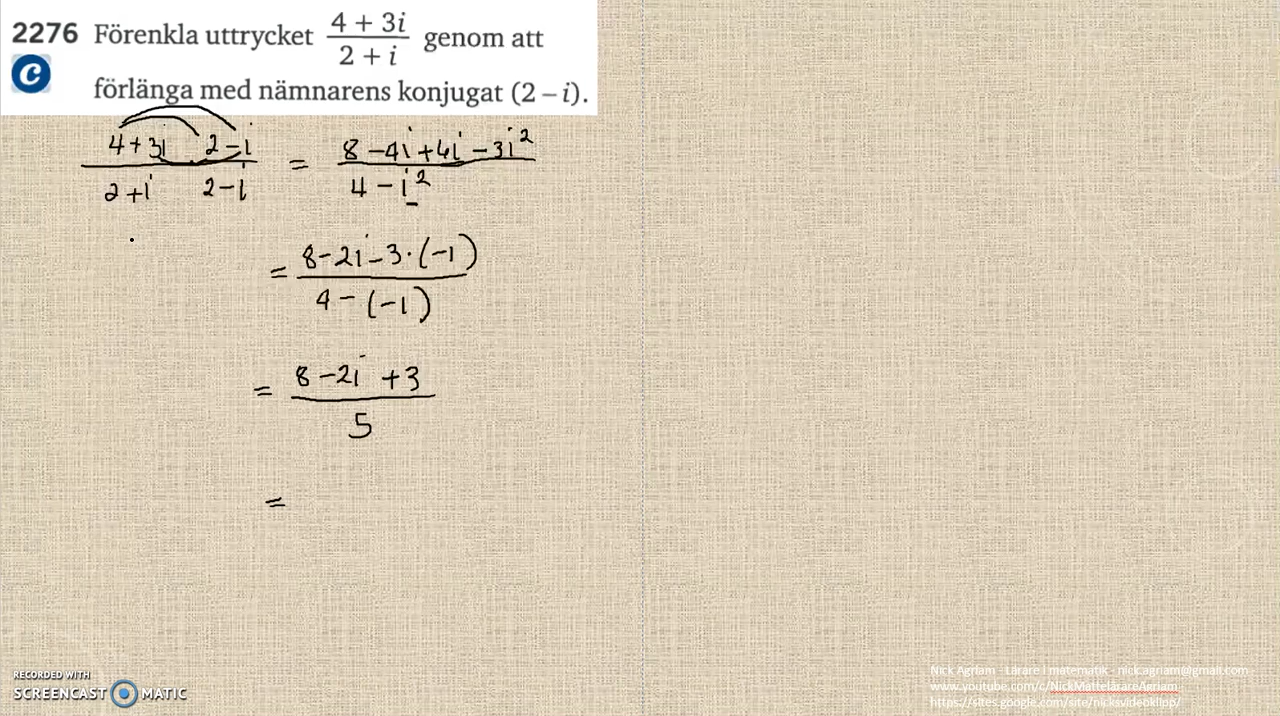 2276 Förenkla uttrycket (4 + 3i)/(2 + i) genom att
C
förlänga med nämnarens konjugat (2 – i).
(4+3i 2-i)/(2+i 2-i) = (8-4i+6i-3i²)/(4-i²)
= (8-2i-3·(-1))/(4-(-1))
= (8-2i+3)/5
=
RECORDED WITH
SCREENCAST MATIC
Nick Agriam - Lärare i matematik - nick.agriam@gmail.com
www.youtube.com/c/NickMattelärareAgriam
https://sites.google.com/site/nicksvideoklipp/